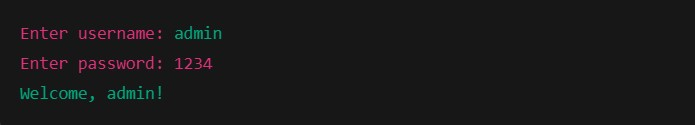 Enter username: admin
Enter password: 1234
Welcome, admin!